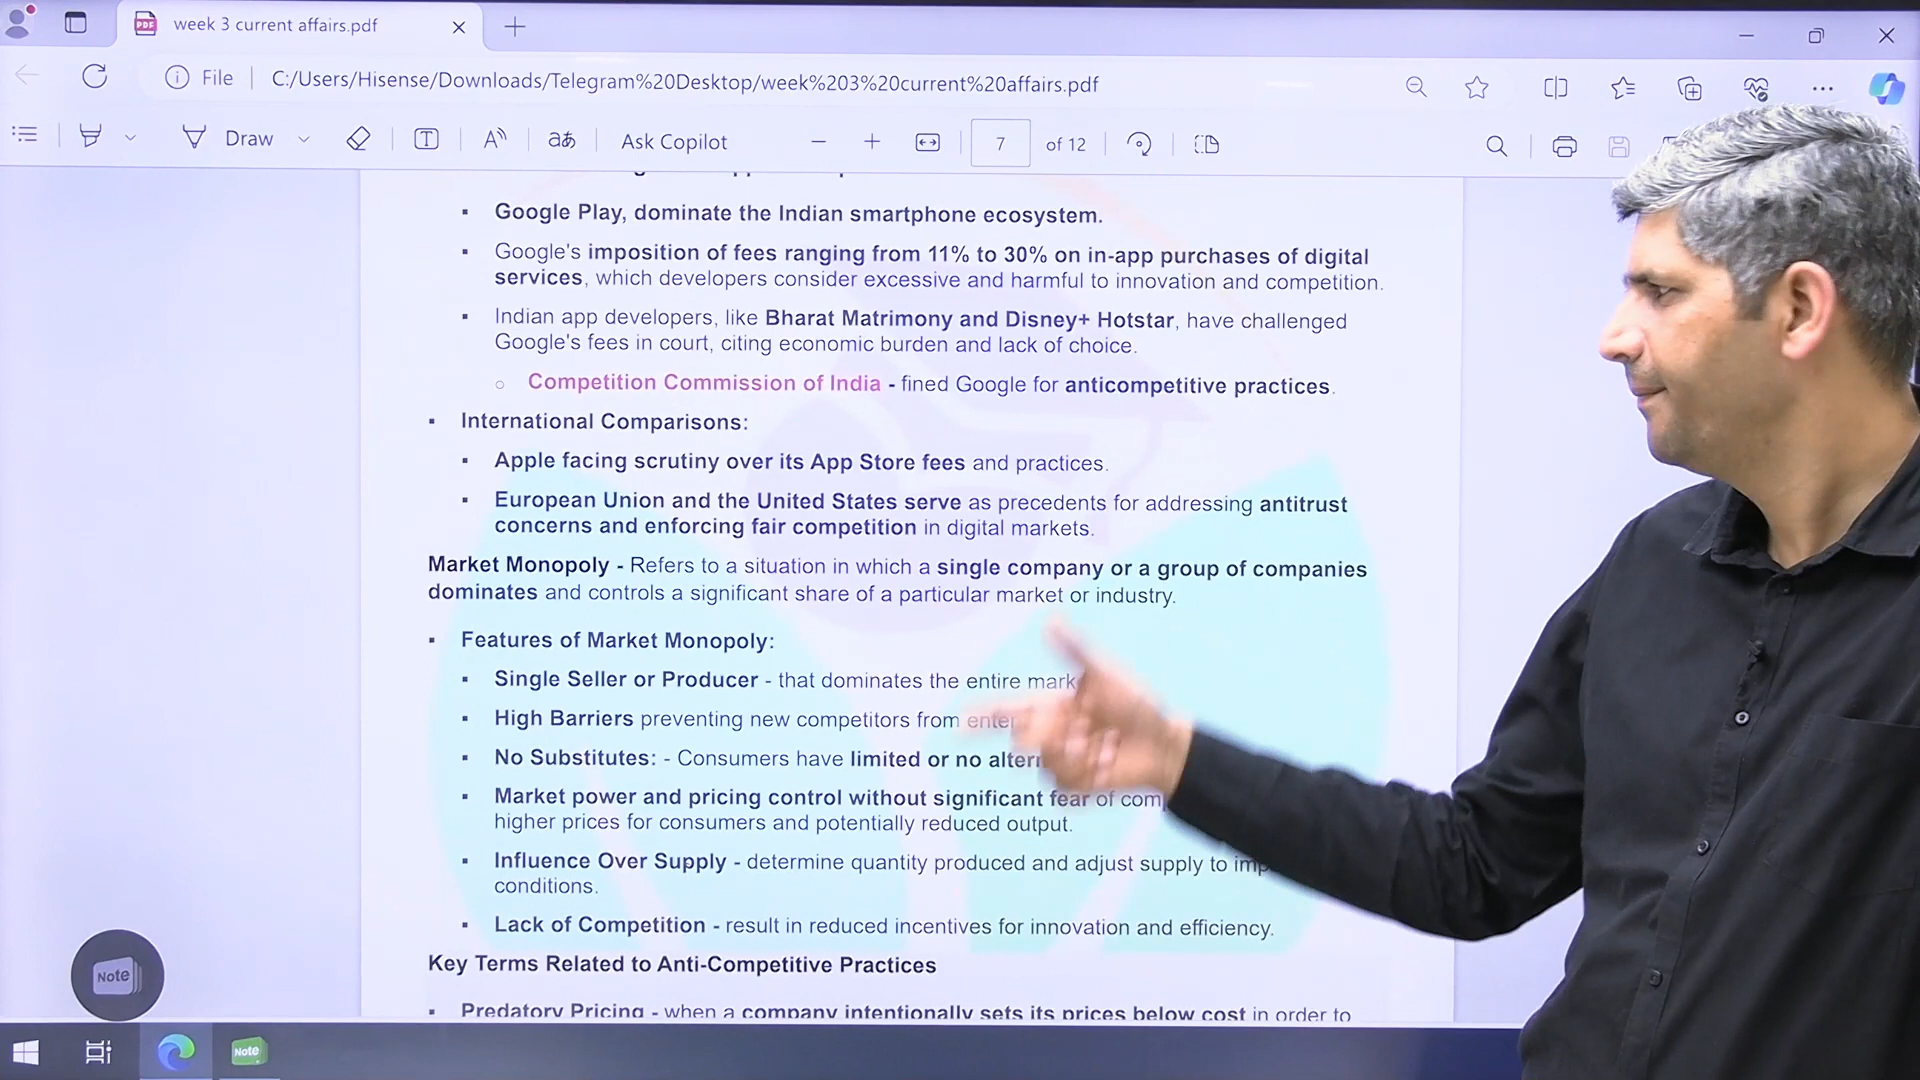 week 3 current affairs.pdf
File
C:/Users/Hisense/Downloads/Telegram%20Desktop/week%203%20current%20affairs.pdf
Draw
Ask Copilot
7 of 12
Google Play, dominate the Indian smartphone ecosystem.
Google's imposition of fees ranging from 11% to 30% on in-app purchases of digital
services, which developers consider excessive and harmful to innovation and competition.
Indian app developers, like Bharat Matrimony and Disney+ Hotstar, have challenged
Google's fees in court, citing economic burden and lack of choice.
Competition Commission of India - fined Google for anticompetitive practices.
International Comparisons:
Apple facing scrutiny over its App Store fees and practices.
European Union and the United States serve as precedents for addressing antitrust
concerns and enforcing fair competition in digital markets.
Market Monopoly - Refers to a situation in which a single company or a group of companies
dominates and controls a significant share of a particular market or industry.
Features of Market Monopoly:
Single Seller or Producer - that dominates the entire
High Barriers preventing new competitors from
No Substitutes: - Consumers have limited or no
Market power and pricing control without significant fear of
higher prices for consumers and potentially reduced output.
Influence Over Supply - determine quantity produced and adjust supply to
conditions.
Lack of Competition - result in reduced incentives for innovation and efficiency.
Key Terms Related to Anti-Competitive Practices
Predatory Pricing - when a company intentionally sets its prices below cost in order to
Note
Note